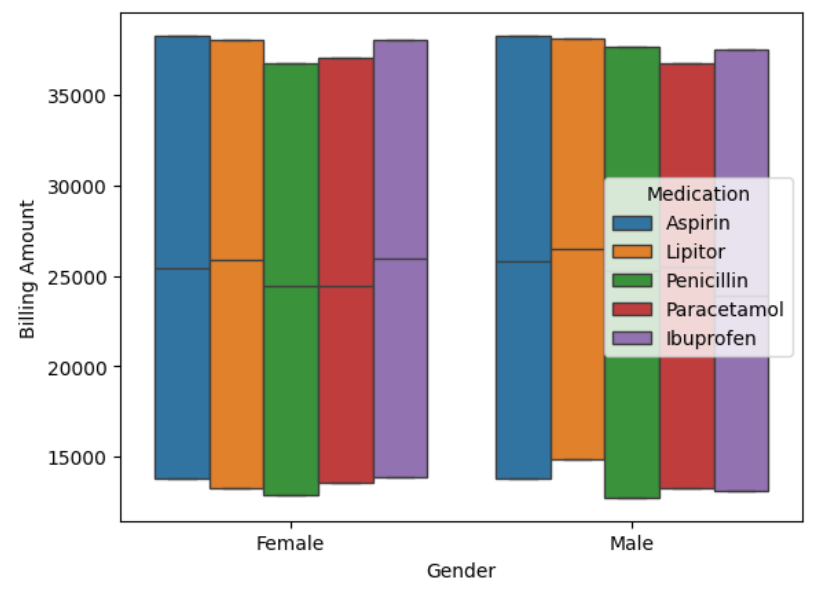 35000
30000
25000
20000
15000
Billing Amount
Medication
Aspirin
Lipitor
Penicillin
Paracetamol
Ibuprofen
Female
Male
Gender